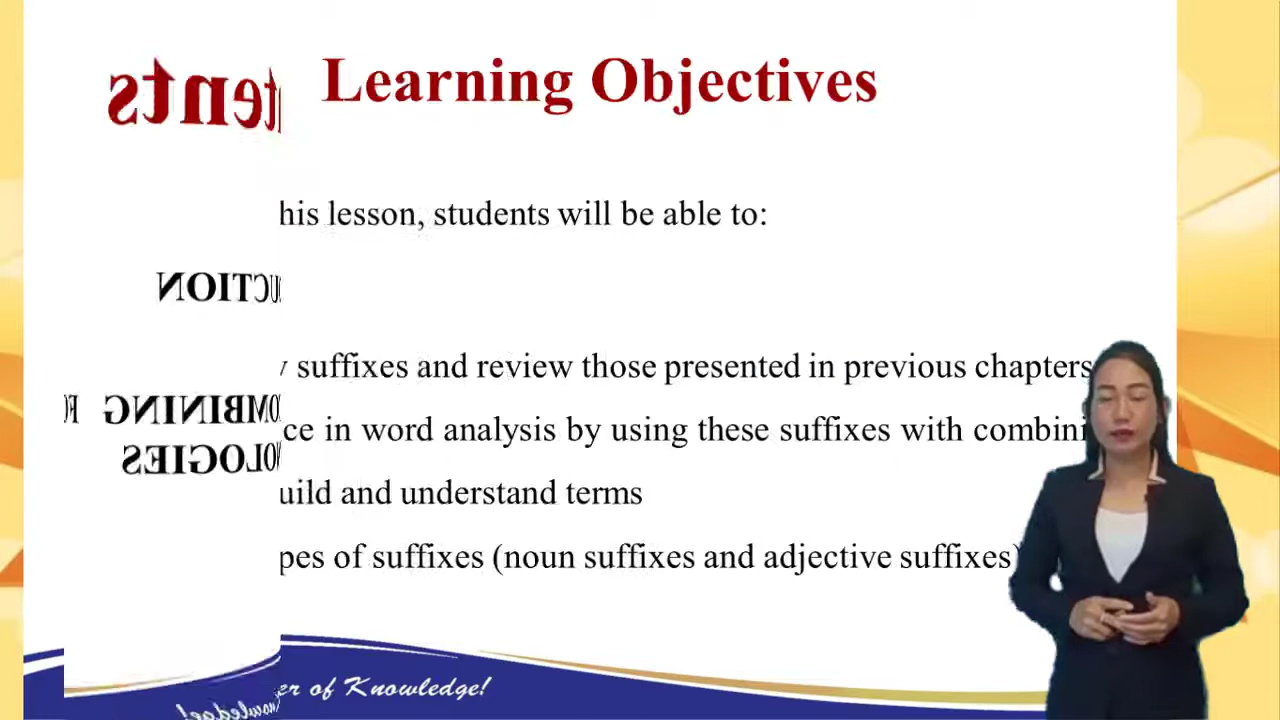 Learning Objectives
his lesson, students will be able to:
suffixes and review those presented in previous chapters
ce in word analysis by using these suffixes with combini
uild and understand terms
pes of suffixes (noun suffixes and adjective suffixes)
er of Knowledge!
tents
UCTION
OMBINING
OLOGIES